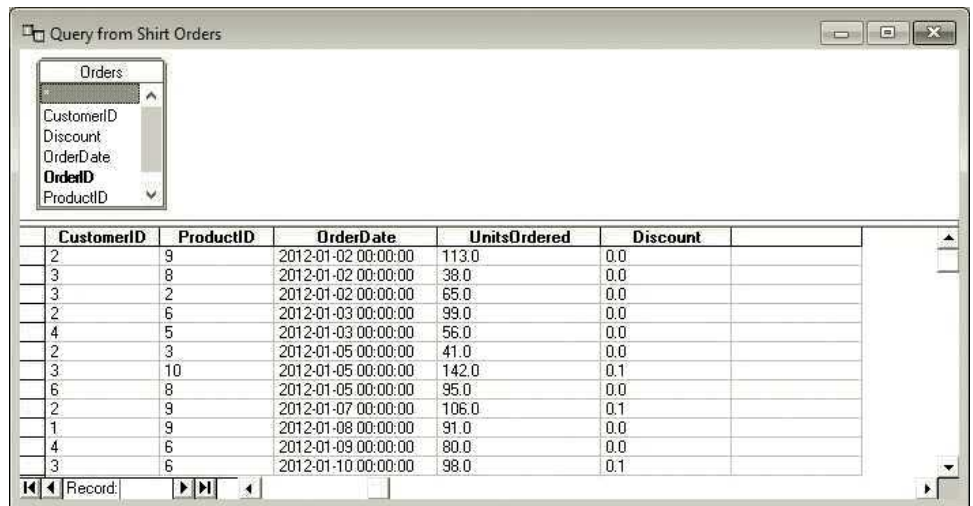 Query from Shirt Orders
Orders
*
CustomerID
Discount
OrderDate
OrderID
ProductID
CustomerID ProductID OrderDate UnitsOrdered Discount
2 9 2012-01-02 00:00:00 113.0 0.0
3 8 2012-01-02 00:00:00 38.0 0.0
3 2 2012-01-02 00:00:00 65.0 0.0
2 6 2012-01-03 00:00:00 99.0 0.0
4 5 2012-01-03 00:00:00 56.0 0.0
2 3 2012-01-05 00:00:00 41.0 0.0
3 10 2012-01-05 00:00:00 142.0 0.1
6 8 2012-01-05 00:00:00 95.0 0.0
2 9 2012-01-07 00:00:00 106.0 0.1
1 9 2012-01-08 00:00:00 91.0 0.0
4 6 2012-01-09 00:00:00 80.0 0.0
3 6 2012-01-10 00:00:00 98.0 0.1
Record: